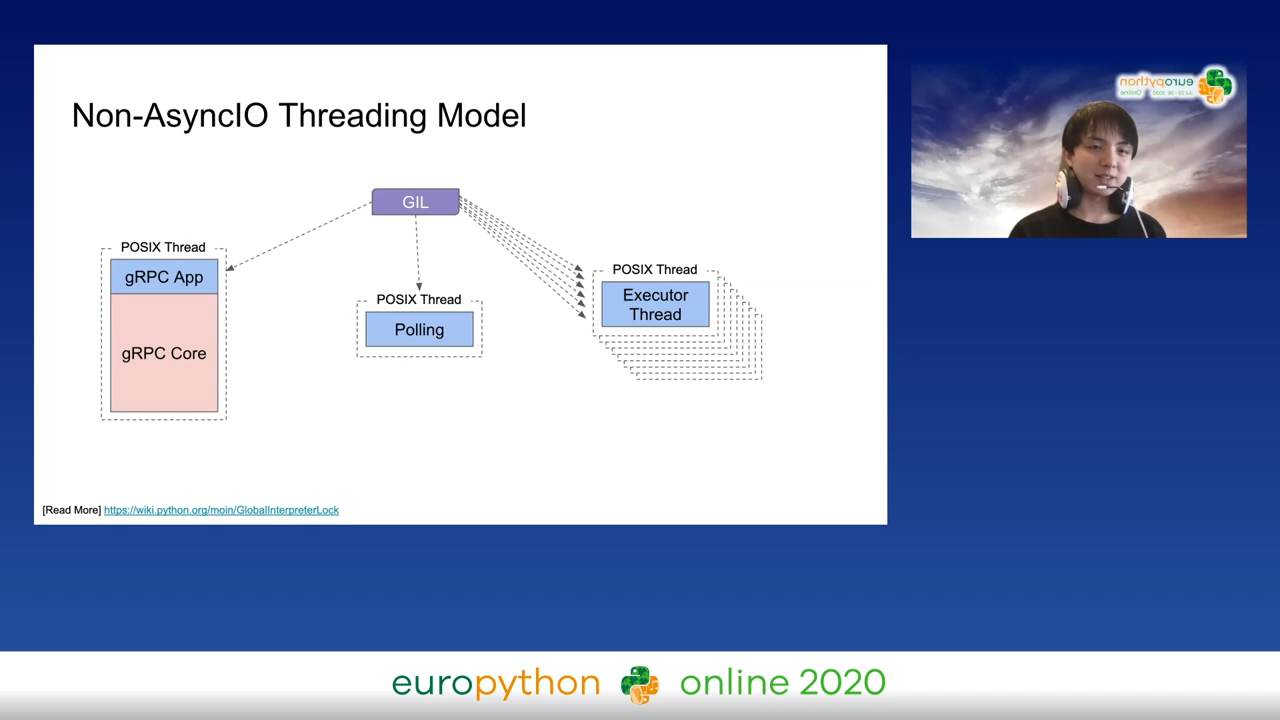 Non-AsyncIO Threading Model
GIL
POSIX Thread
gRPC App
gRPC Core
POSIX Thread
Polling
POSIX Thread
Executor
Thread
[Read More] https://wiki.python.org/moin/GlobalInterpreterLock
europython
europython online 2020